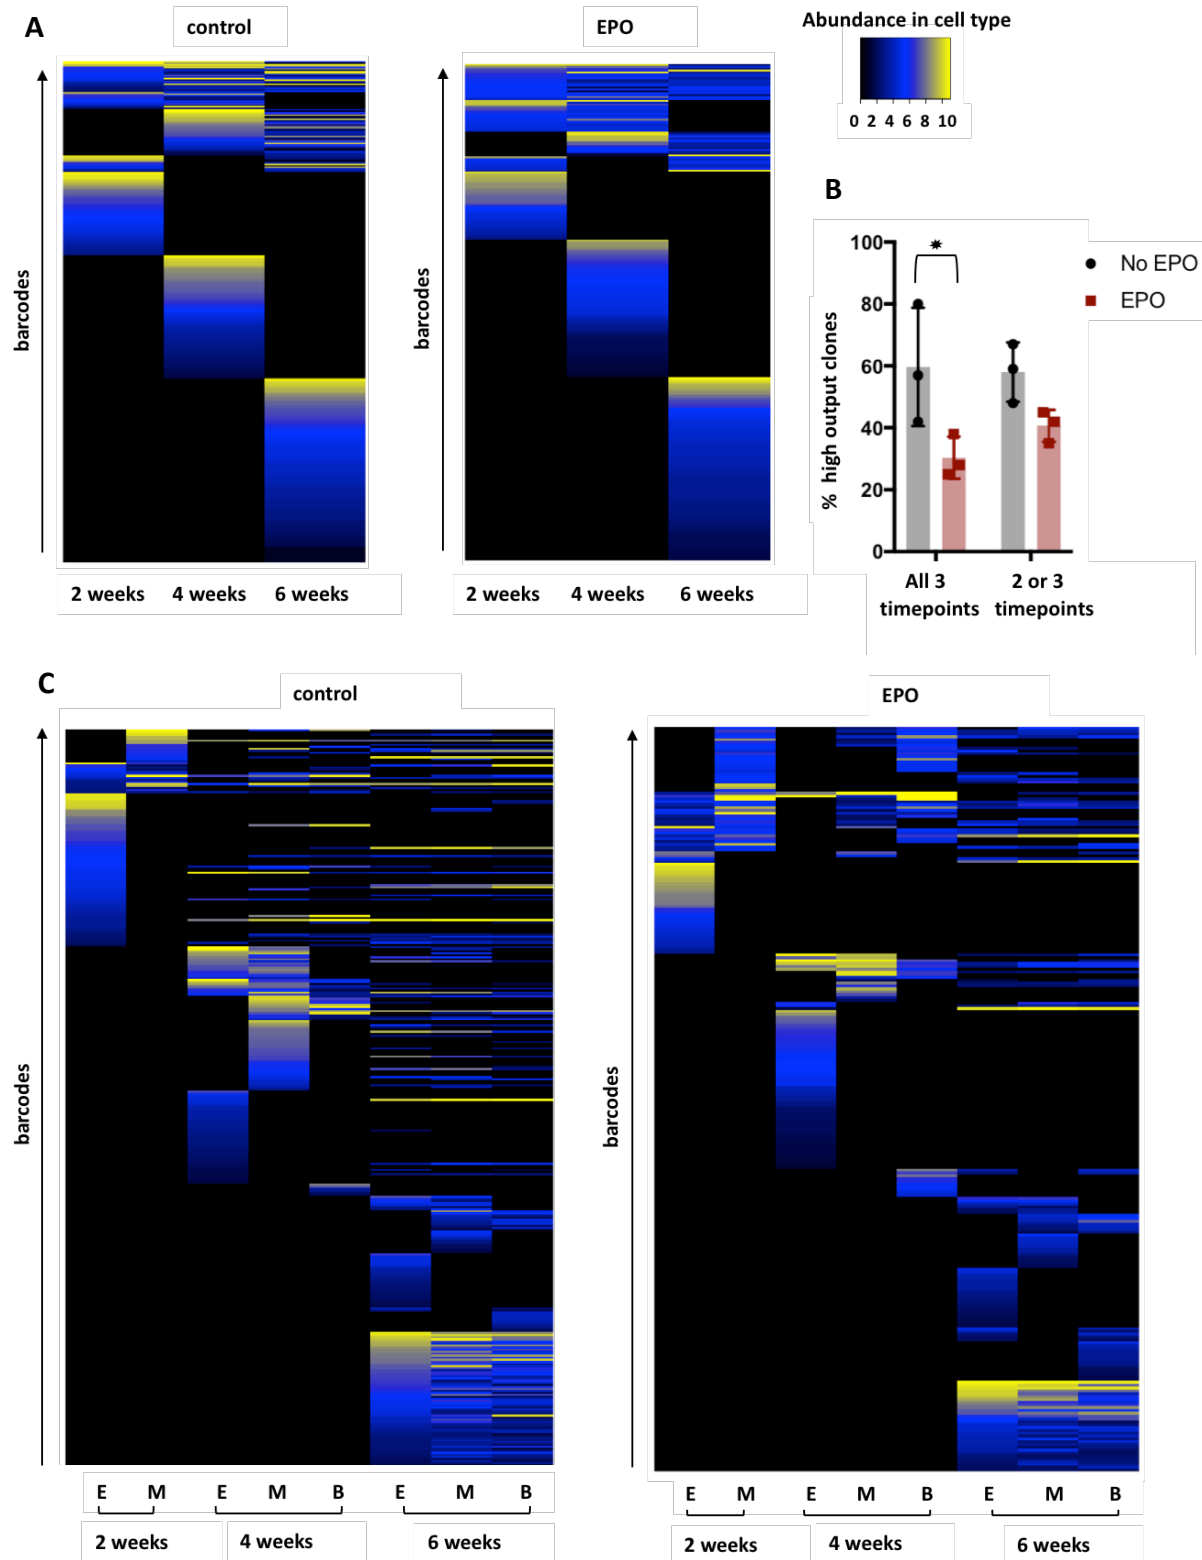 A
control
EPO
Abundance in cell type
0 2 4 6 8 10
barcodes
barcodes
2 weeks 4 weeks 6 weeks
2 weeks 4 weeks 6 weeks
B
100
80
60
40
20
0
% high output clones
*
No EPO
EPO
All 3 timepoints
2 or 3 timepoints
C
control
EPO
barcodes
barcodes
E M E M B E M B
2 weeks 4 weeks 6 weeks
E M E M B E M B
2 weeks 4 weeks 6 weeks